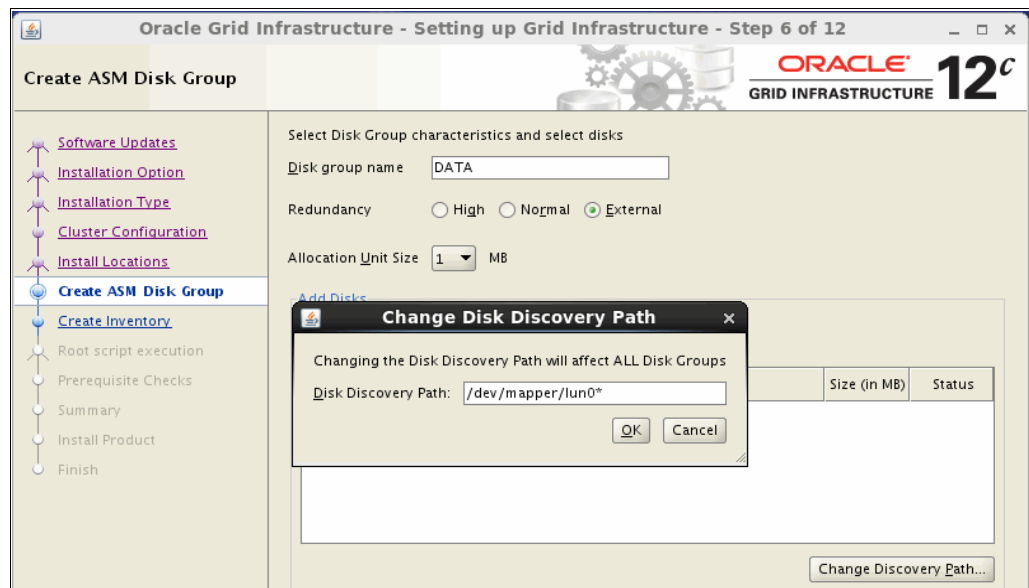 Oracle Grid Infrastructure - Setting up Grid Infrastructure - Step 6 of 12
Create ASM Disk Group
ORACLE®
GRID INFRASTRUCTURE 12c
Software Updates
Installation Option
Installation Type
Cluster Configuration
Install Locations
Create ASM Disk Group
Create Inventory
Root script execution
Prerequisite Checks
Summary
Install Product
Finish
Select Disk Group characteristics and select disks
Disk group name DATA
Redundancy High Normal External
Allocation Unit Size 1 MB
Add Disks
Change Disk Discovery Path
Changing the Disk Discovery Path will affect ALL Disk Groups
Disk Discovery Path: /dev/mapper/lun0*
OK Cancel
Size (in MB) Status
Change Discovery Path...